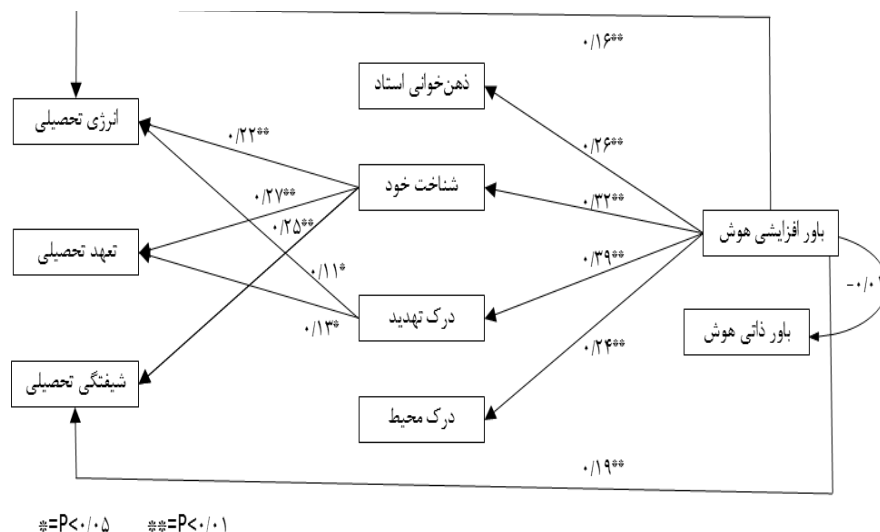 ۰/۱۶**
ذهن‌خوانی استاد
انرژی تحصیلی
۰/۲۲**
۰/۲۶**
شناخت خود
۰/۲۷**
۰/۳۲**
۰/۲۵**
باور افزایشی هوش
تعهد تحصیلی
۰/۳۹**
۰/۱۱*
درک تهدید
۰/۱۳*
باور ذاتی هوش
۰/۲۴**
شیفتگی تحصیلی
درک محیط
۰/۱۹**
*=P<۰/۰۵ **=P<۰/۰۱